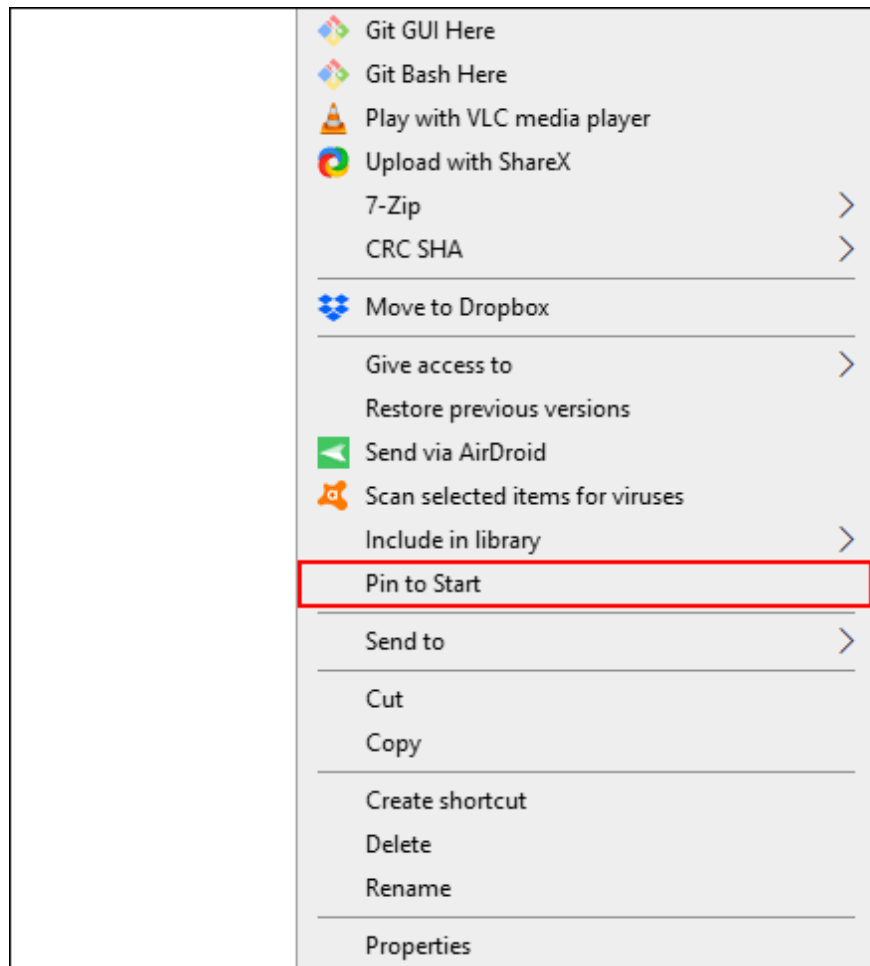 Git GUI Here
Git Bash Here
Play with VLC media player
Upload with ShareX
7-Zip
CRC SHA
Move to Dropbox
Give access to
Restore previous versions
Send via AirDroid
Scan selected items for viruses
Include in library
Pin to Start
Send to
Cut
Copy
Create shortcut
Delete
Rename
Properties